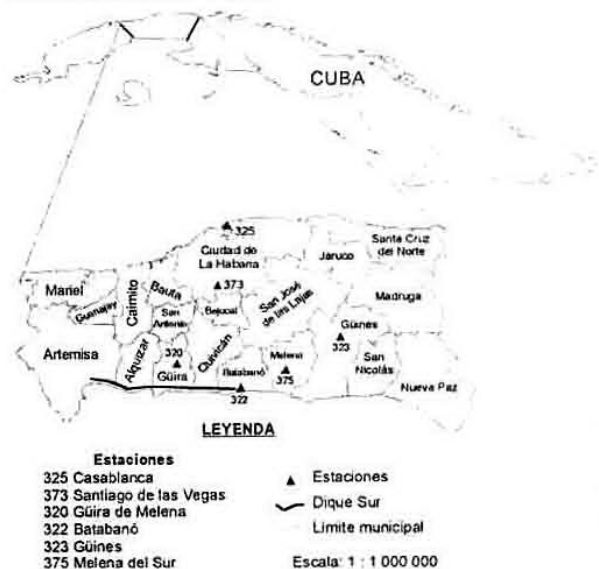 CUBA
325
Ciudad de
La Habana
Jaruco
Santa Cruz
del Norte
Mariel
Guanajay
Caimito
Bauta
373
San José
de las Lajas
Madruga
San
Antonio
Bejucal
Artemisa
Alquizar
320
Güira
Quivicán
Batabanó
322
Melena
375
Güines
323
San
Nicolás
Nueva Paz
LEYENDA
Estaciones
325 Casablanca
373 Santiago de las Vegas
320 Güira de Melena
322 Batabanó
323 Güines
375 Melena del Sur
Estaciones
Dique Sur
Limite municipal
Escala: 1 : 1 000 000